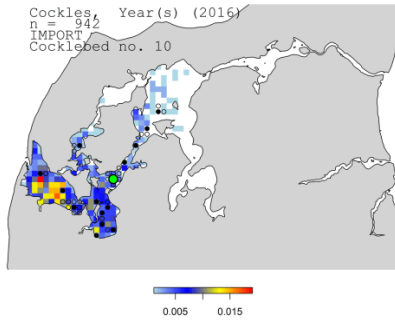 Cockles, Year(s) (2016)
n = 942
IMPORT
Cocklebed no. 10
0.005 0.015